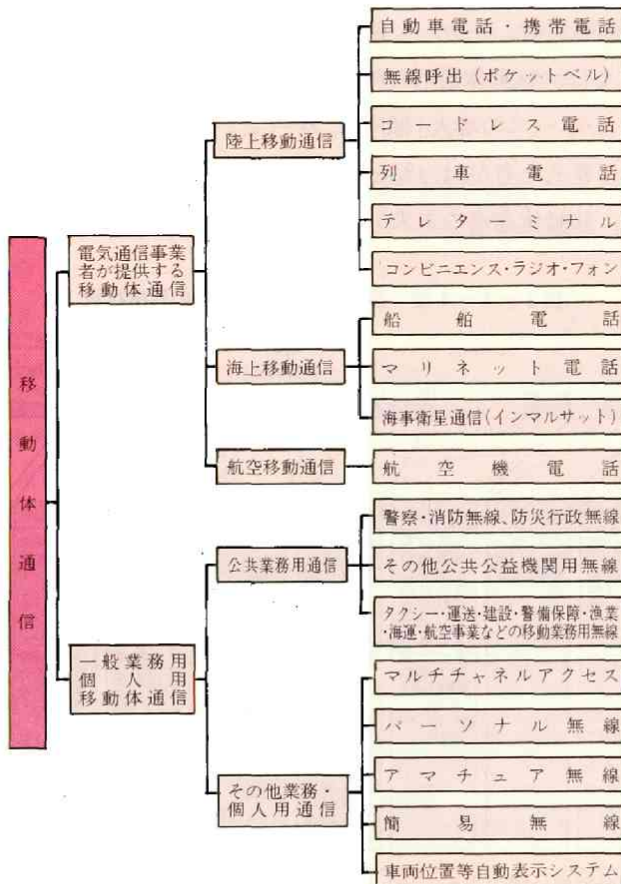 移動体通信
電気通信事業
者が提供する
移動体通信
陸上移動通信
自動車電話・携帯電話
無線呼出(ポケットベル)
コードレス電話
列車電話
テレターミナル
コンビニエンス・ラジオ・フォン
海上移動通信
船舶電話
マリネット電話
海事衛星通信(インマルサット)
航空移動通信
航空機電話
一般業務用
個人用
移動体通信
公共業務用通信
警察・消防無線、防災行政無線
その他公共公益機関用無線
タクシー・運送・建設・警備保障・漁業
・海運・航空事業などの移動業務用無線
その他業務・
個人用通信
マルチチャネルアクセス
パーソナル無線
アマチュア無線
簡易無線
車両位置等自動表示システム